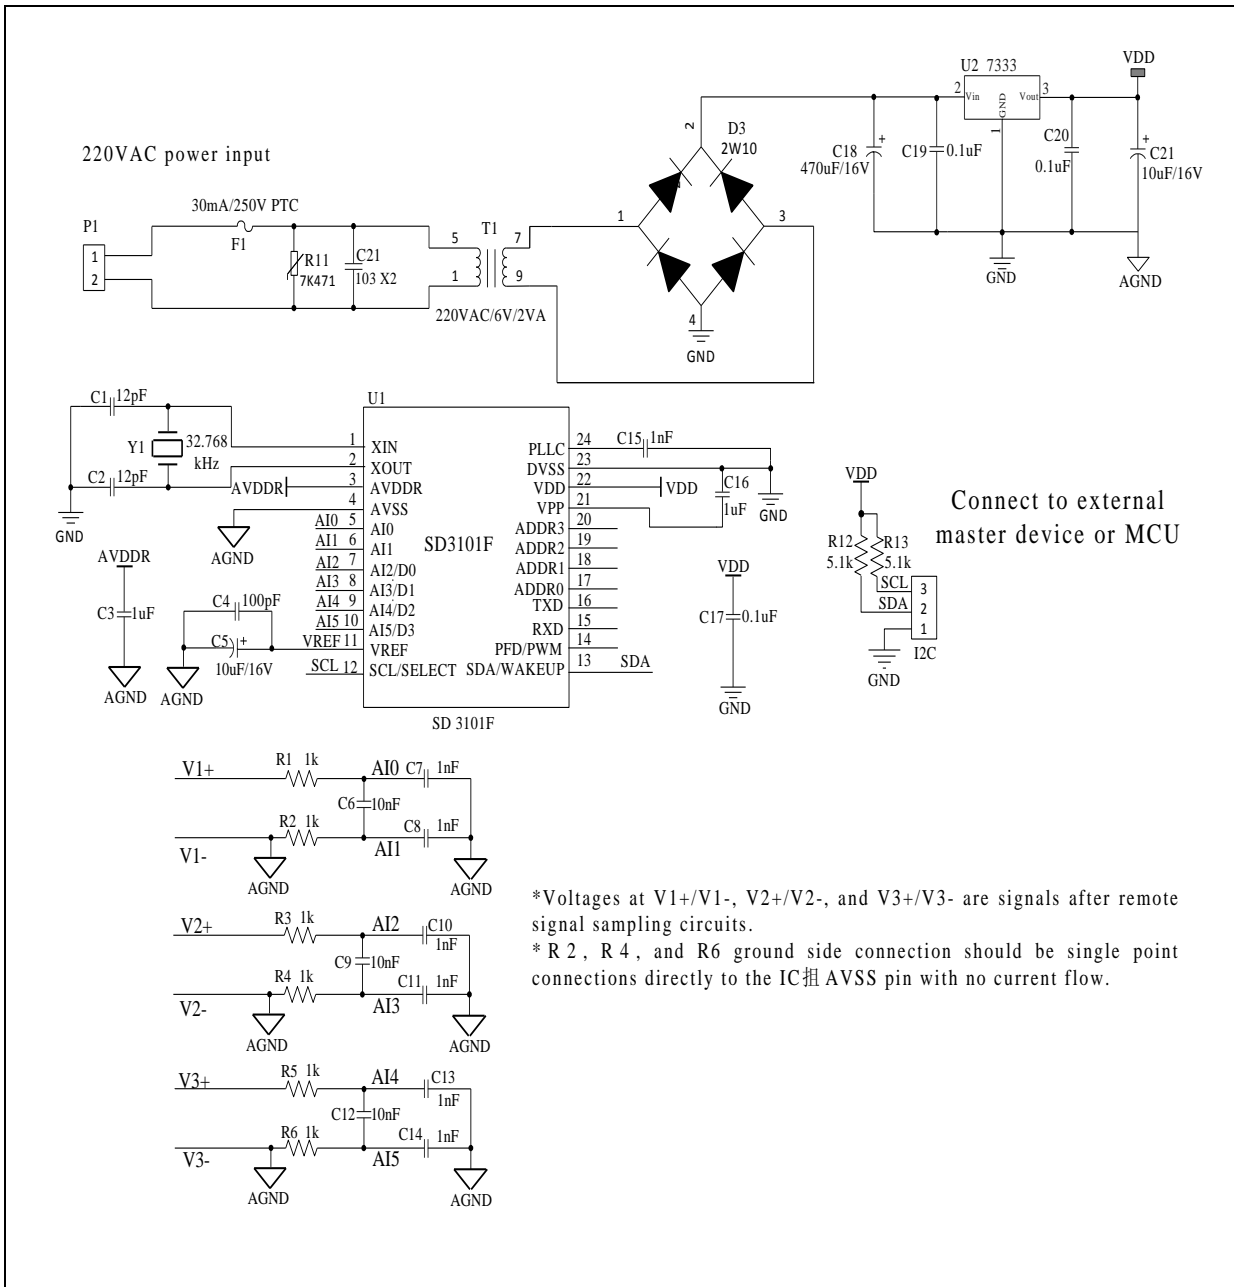 220VAC power input
P1
1
2
30mA/250V PTC
F1
R11
7K471
C21
103 X2
T1
5
1
7
9
220VAC/6V/2VA
D3
2W10
1
2
3
4
GND
U2 7333
2
Vin
GND
Vout
3
1
VDD
C18
470uF/16V
+
C19
0.1uF
C20
0.1uF
+
C21
10uF/16V
GND
AGND
C1
12pF
Y1
32.768
kHz
C2
12pF
GND
U1
1 XIN
2 XOUT
AVDDR 3 AVDDR
4 AVSS
AGND
AI0 5 AI0
AI1 6 AI1
AI2 7 AI2/D0
AI3 8 AI3/D1
AI4 9 AI4/D2
AI5 10 AI5/D3
VREF 11 VREF
SCL 12 SCL/SELECT
SD3101F
PLLC 24
DVSS 23
VDD 22 VDD
VPP 21
ADDR3 20
ADDR2 19
ADDR1 18
ADDR0 17
TXD 16
RXD 15
PFD/PWM 14
SDA/WAKEUP 13 SDA
SD 3101F
C15
1nF
C16
1uF
GND
AVDDR
C3
1uF
AGND
C4
100pF
C5
+
10uF/16V
AGND
VDD
C17
0.1uF
GND
VDD
R12
5.1k
R13
5.1k
SCL
SDA
3
2
1
I2C
GND
Connect to external
master device or MCU
V1+
R1 1k
AI0
C7 1nF
C6
10nF
R2 1k
C8 1nF
V1-
AI1
AGND
AGND
V2+
R3 1k
AI2
C10
1nF
C9
10nF
R4 1k
C11 1nF
V2-
AI3
AGND
AGND
V3+
R5 1k
AI4
C13
1nF
C12
10nF
R6 1k
C14 1nF
V3-
AI5
AGND
AGND
*Voltages at V1+/V1-, V2+/V2-, and V3+/V3- are signals after remote
signal sampling circuits.
*R2, R4, and R6 ground side connection should be single point
connections directly to the IC抯 AVSS pin with no current flow.